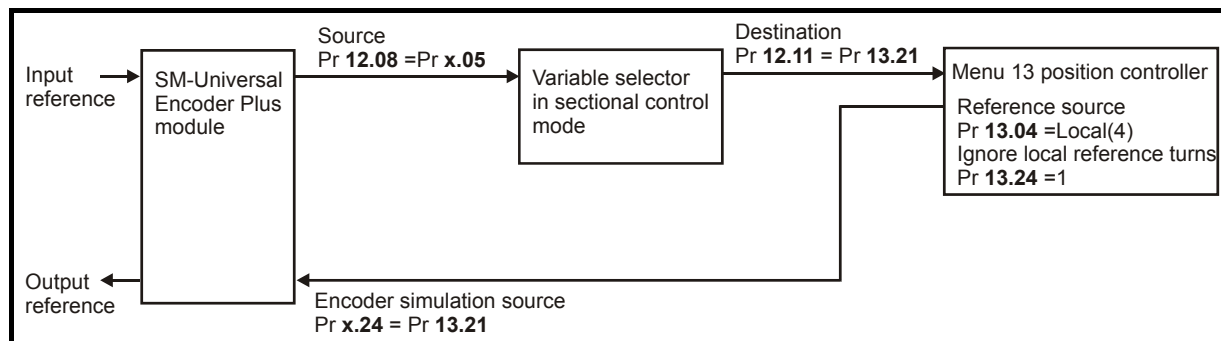 Input
reference
SM-Universal
Encoder Plus
module
Source
Pr 12.08 =Pr x.05
Variable selector
in sectional control
mode
Destination
Pr 12.11 = Pr 13.21
Menu 13 position controller
Reference source
Pr 13.04 =Local(4)
Ignore local reference turns
Pr 13.24 =1
Output
reference
Encoder simulation source
Pr x.24 = Pr 13.21